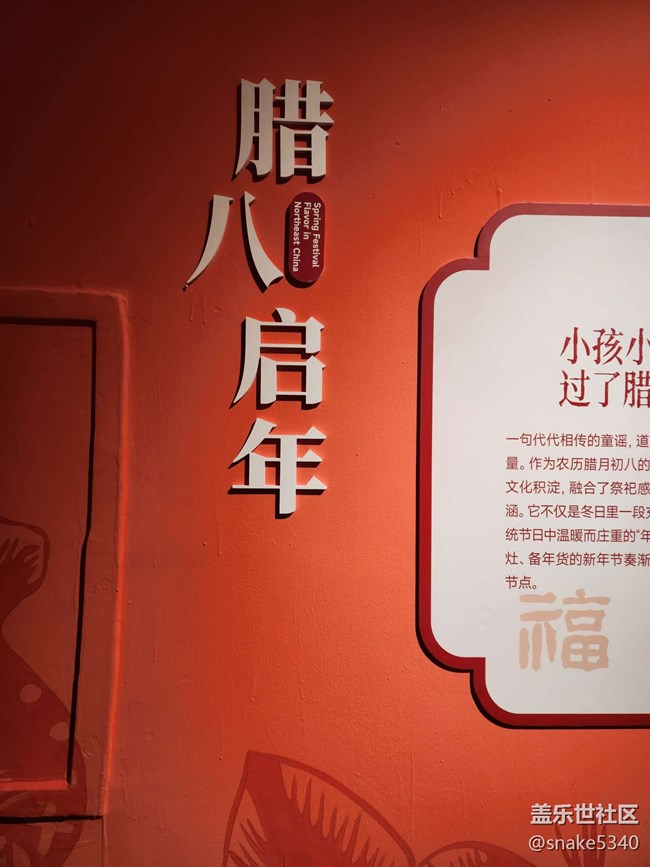 腊八启年
Spring Festival
Flavor in
Northeast China
小孩小
过了腊
一句代代相传的童谣，道
量。作为农历腊月初八的
文化积淀，融合了祭祀感
涵。它不仅是冬日里一段
统节日中温暖而庄重的“年
灶、备年货的新年节奏渐
节点。
福
盖乐世社区
@snake5340